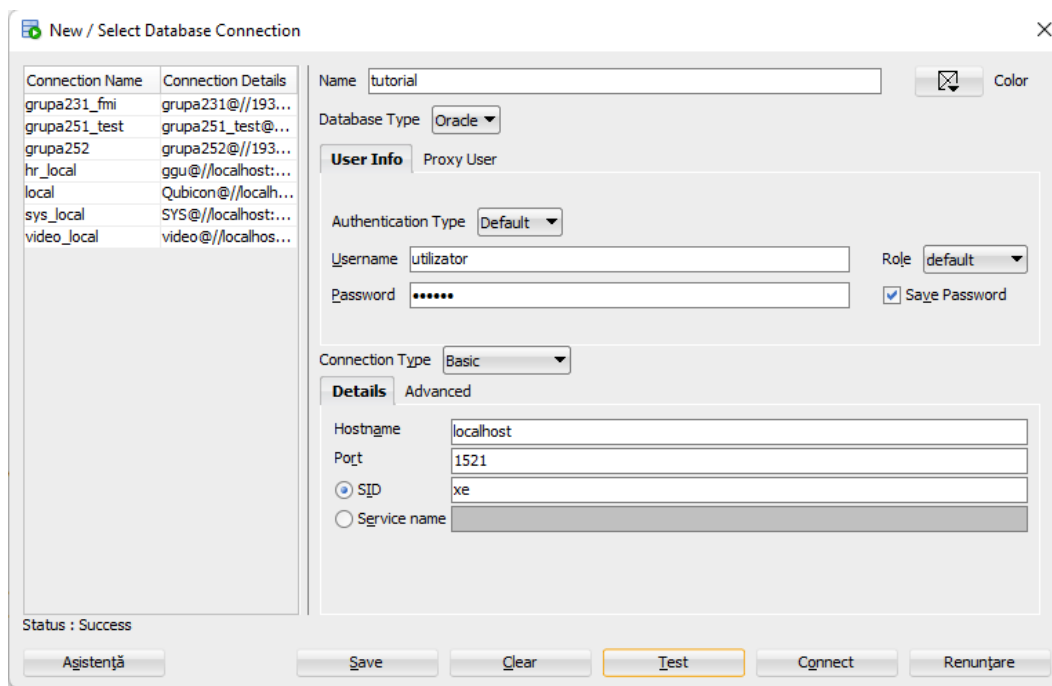 New / Select Database Connection
Connection Name Connection Details
grupa231_fmi grupa231@//193...
grupa251_test grupa251_test@...
grupa252 grupa252@//193...
hr_local ggu@//localhost:...
local Qubicon@//localh...
sys_local SYS@//localhost:...
video_local video@//localhos...
Name tutorial Color
Database Type Oracle
User Info Proxy User
Authentication Type Default
Username utilizator Role default
Password •••••• Save Password
Connection Type Basic
Details Advanced
Hostname localhost
Port 1521
SID xe
Service name
Status : Success
Asistență Save Clear Test Connect Renunțare